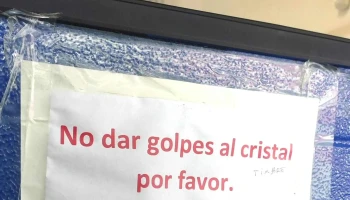 No dar golpes al cristal
por favor.